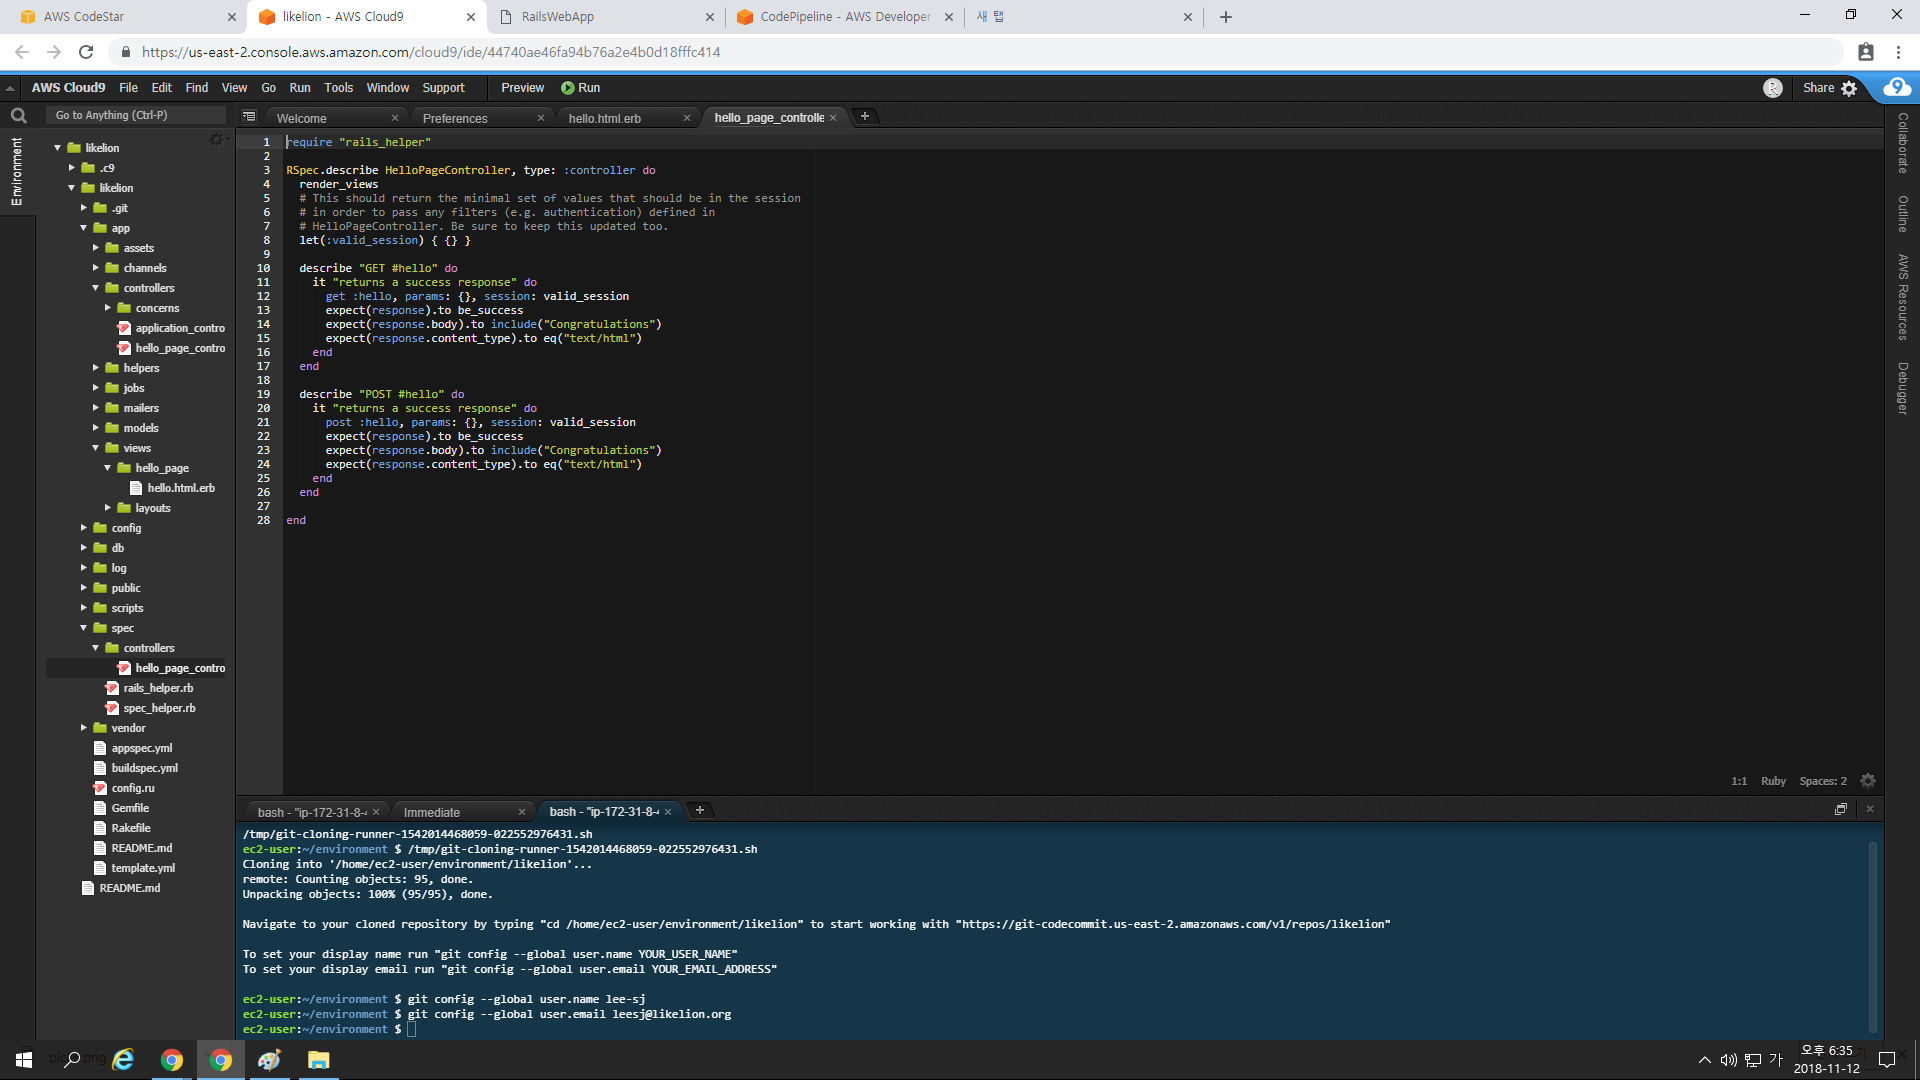 AWS CodeStar
likelion - AWS Cloud9
RailsWebApp
CodePipeline - AWS Developer
새 탭
https://us-east-2.console.aws.amazon.com/cloud9/ide/44740ae46fa94b76a2e4b0d18fffc414
AWS Cloud9 File Edit Find View Go Run Tools Window Support Preview Run
R Share 9
Go to Anything (Ctrl-P)
Welcome
Preferences
hello.html.erb
hello_page_controlle
Environment
likelion
.c9
likelion
.git
app
assets
channels
controllers
concerns
application_contro
hello_page_contro
helpers
jobs
mailers
models
views
hello_page
hello.html.erb
layouts
config
db
log
public
scripts
spec
controllers
hello_page_contro
rails_helper.rb
spec_helper.rb
vendor
appspec.yml
buildspec.yml
config.ru
Gemfile
Rakefile
README.md
template.yml
README.md
1 require "rails_helper"
2
3 RSpec.describe HelloPageController, type: :controller do
4 render_views
5 # This should return the minimal set of values that should be in the session
6 # in order to pass any filters (e.g. authentication) defined in
7 # HelloPageController. Be sure to keep this updated too.
8 let(:valid_session) { {} }
9
10 describe "GET #hello" do
11 it "returns a success response" do
12 get :hello, params: {}, session: valid_session
13 expect(response).to be_success
14 expect(response.body).to include("Congratulations")
15 expect(response.content_type).to eq("text/html")
16 end
17 end
18
19 describe "POST #hello" do
20 it "returns a success response" do
21 post :hello, params: {}, session: valid_session
22 expect(response).to be_success
23 expect(response.body).to include("Congratulations")
24 expect(response.content_type).to eq("text/html")
25 end
26 end
27
28 end
1:1 Ruby Spaces: 2
Collaborate
Outline
AWS Resources
Debugger
bash - "ip-172-31-8-
Immediate
bash - "ip-172-31-8-
/tmp/git-cloning-runner-1542014468059-022552976431.sh
ec2-user:~/environment $ /tmp/git-cloning-runner-1542014468059-022552976431.sh
Cloning into '/home/ec2-user/environment/likelion'...
remote: Counting objects: 95, done.
Unpacking objects: 100% (95/95), done.
Navigate to your cloned repository by typing "cd /home/ec2-user/environment/likelion" to start working with "https://git-codecommit.us-east-2.amazonaws.com/v1/repos/likelion"
To set your display name run "git config --global user.name YOUR_USER_NAME"
To set your display email run "git config --global user.email YOUR_EMAIL_ADDRESS"
ec2-user:~/environment $ git config --global user.name lee-sj
ec2-user:~/environment $ git config --global user.email leesj@likelion.org
ec2-user:~/environment $
가
오후 6:35
2018-11-12